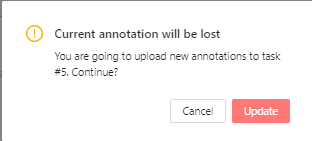 Current annotation will be lost
You are going to upload new annotations to task
#5. Continue?
Cancel
Update